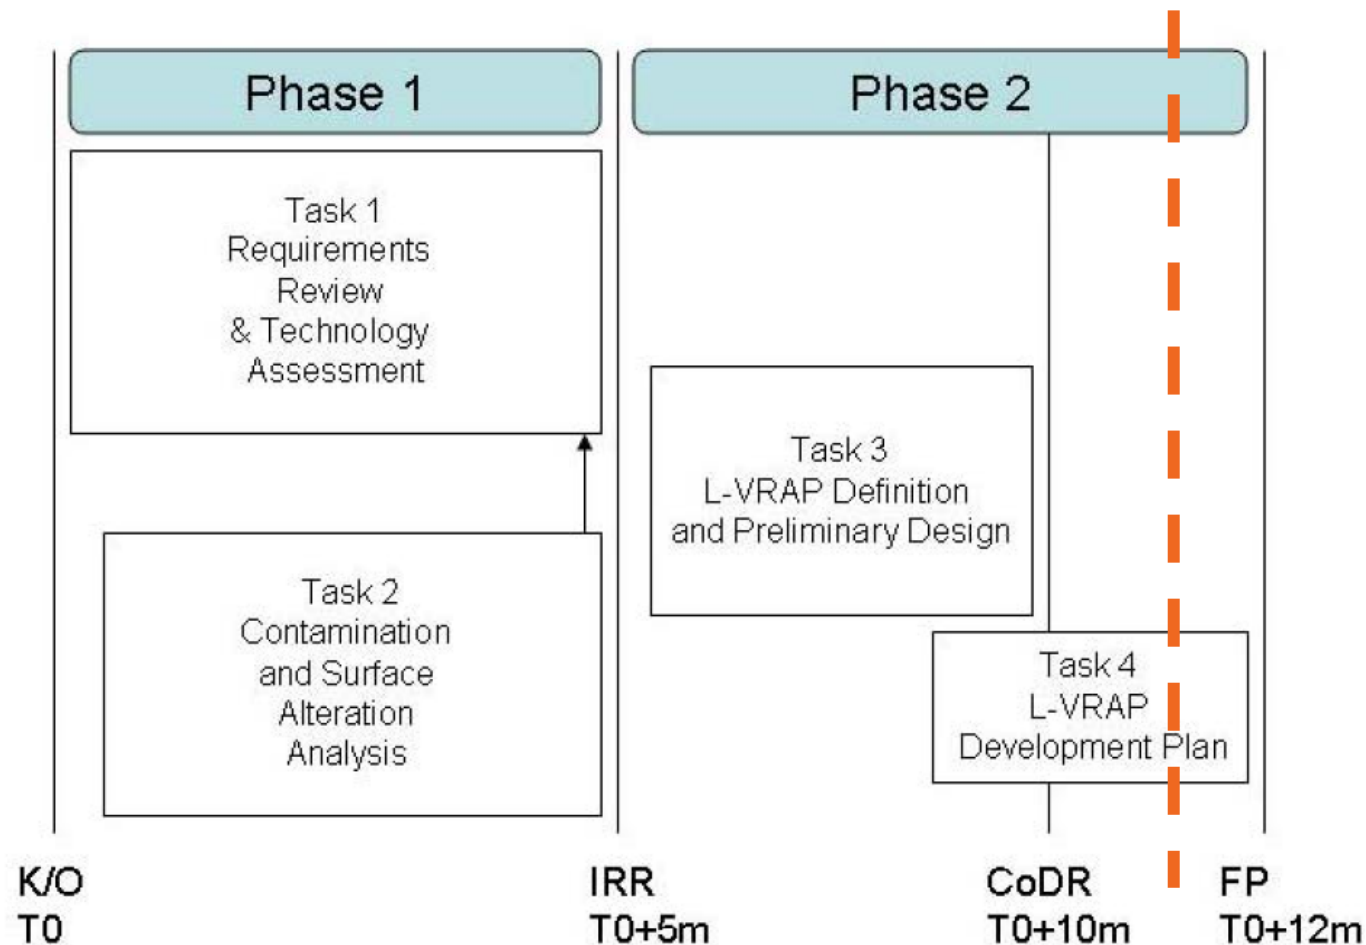 Phase 1
Phase 2
Task 1
Requirements
Review
& Technology
Assessment
Task 2
Contamination
and Surface
Alteration
Analysis
Task 3
L-VRAP Definition
and Preliminary Design
Task 4
L-VRAP
Development Plan
K/O
T0
IRR
T0+5m
CoDR
T0+10m
FP
T0+12m